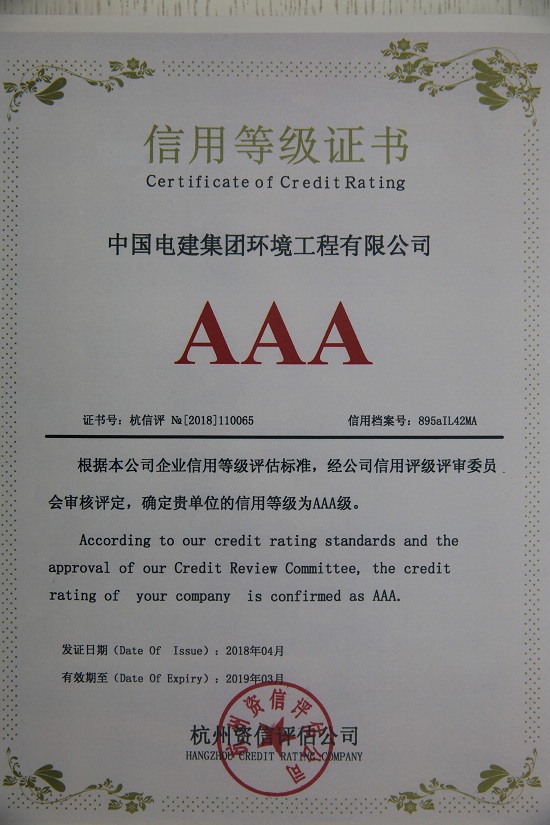 信用等级证书
Certificate of Credit Rating
中国电建集团环境工程有限公司
AAA
证书号：杭信评 №[2018]110065 信用档案号：895aIL42MA
根据本公司企业信用等级评估标准，经公司信用评级评审委员
会审核评定，确定贵单位的信用等级为AAA级。
According to our credit rating standards and the
approval of our Credit Review Committee, the credit
rating of your company is confirmed as AAA.
发证日期（Date Of Issue）：2018年04月
有效期至（Date Of Expiry）：2019年03月
杭州资信评估公司
杭州资信评估公司
HANGZHOU CREDIT RATING COMPANY